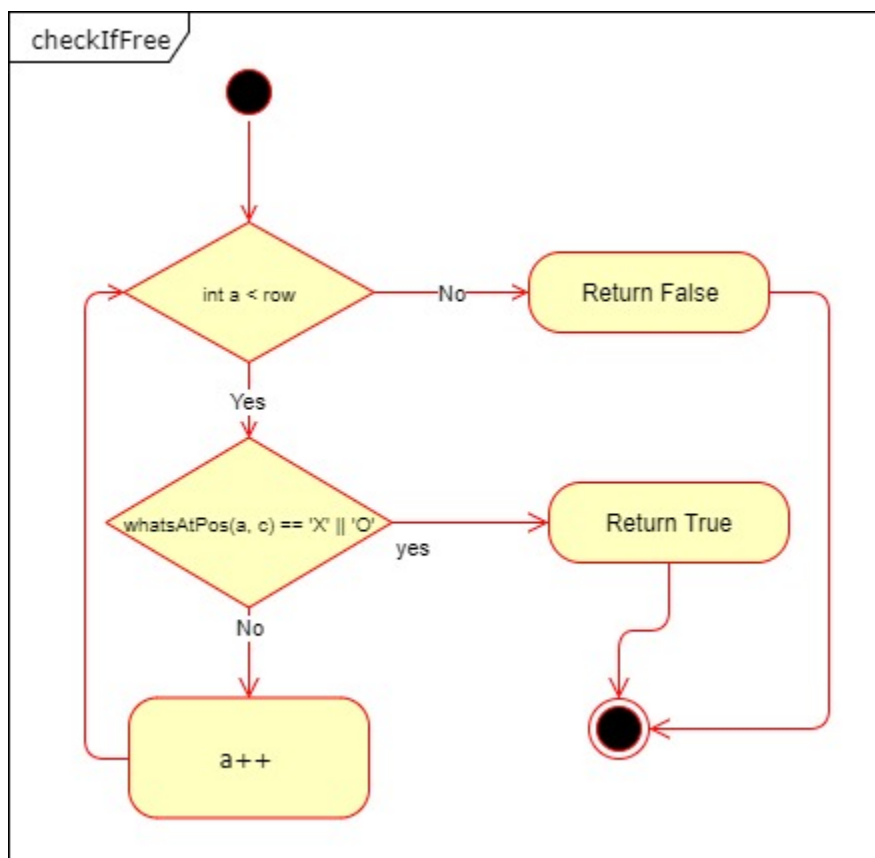 checkIfFree
int a < row
No
Return False
Yes
whatsAtPos(a, c) == 'X' || 'O'
yes
Return True
No
a++